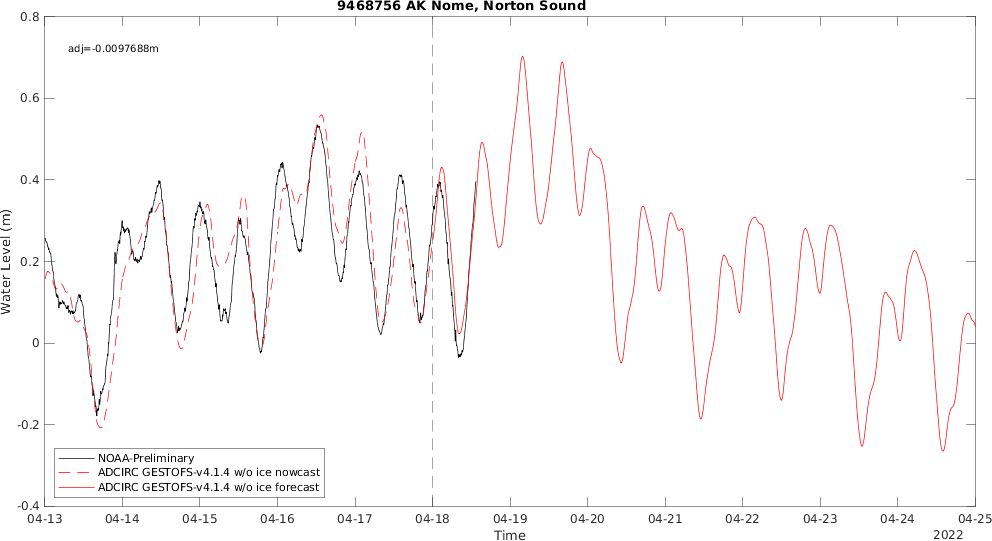 9468756 AK Nome, Norton Sound
adj=-0.0097688m
0.8
0.6
0.4
0.2
0
-0.2
-0.4
Water Level (m)
NOAA-Preliminary
ADCIRC GESTOFS-v4.1.4 w/o ice nowcast
ADCIRC GESTOFS-v4.1.4 w/o ice forecast
04-13 04-14 04-15 04-16 04-17 04-18 04-19 04-20 04-21 04-22 04-23 04-24 04-25
Time
2022